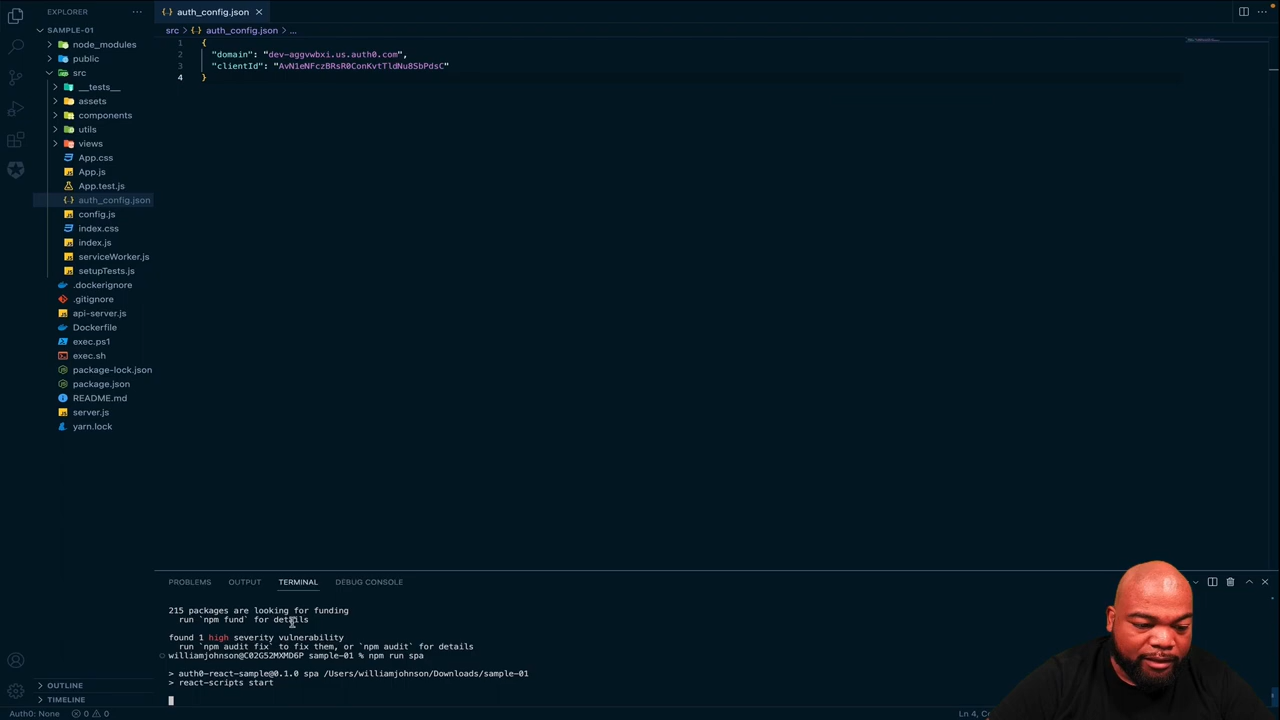 EXPLORER
auth_config.json
SAMPLE-01
node_modules
public
src
__tests__
assets
components
utils
views
App.css
App.js
App.test.js
auth_config.json
config.js
index.css
index.js
serviceWorker.js
setupTests.js
.dockerignore
.gitignore
api-server.js
Dockerfile
exec.ps1
exec.sh
package-lock.json
package.json
README.md
server.js
yarn.lock
OUTLINE
TIMELINE
src > auth_config.json > ...
1 {
2 "domain": "dev-aggvwbxi.us.auth0.com",
3 "clientId": "AvN1eNFczBRsR0ConKvtTldNu8SbPdsC"
4 }
PROBLEMS OUTPUT TERMINAL DEBUG CONSOLE
215 packages are looking for funding
run `npm fund` for details
found 1 high severity vulnerability
run `npm audit fix` to fix them, or `npm audit` for details
williamjohnson@C02G52MXMD6P sample-01 % npm run spa
> auth0-react-sample@0.1.0 spa /Users/williamjohnson/Downloads/sample-01
> react-scripts start
Auth0: None 0 0
Ln 4,